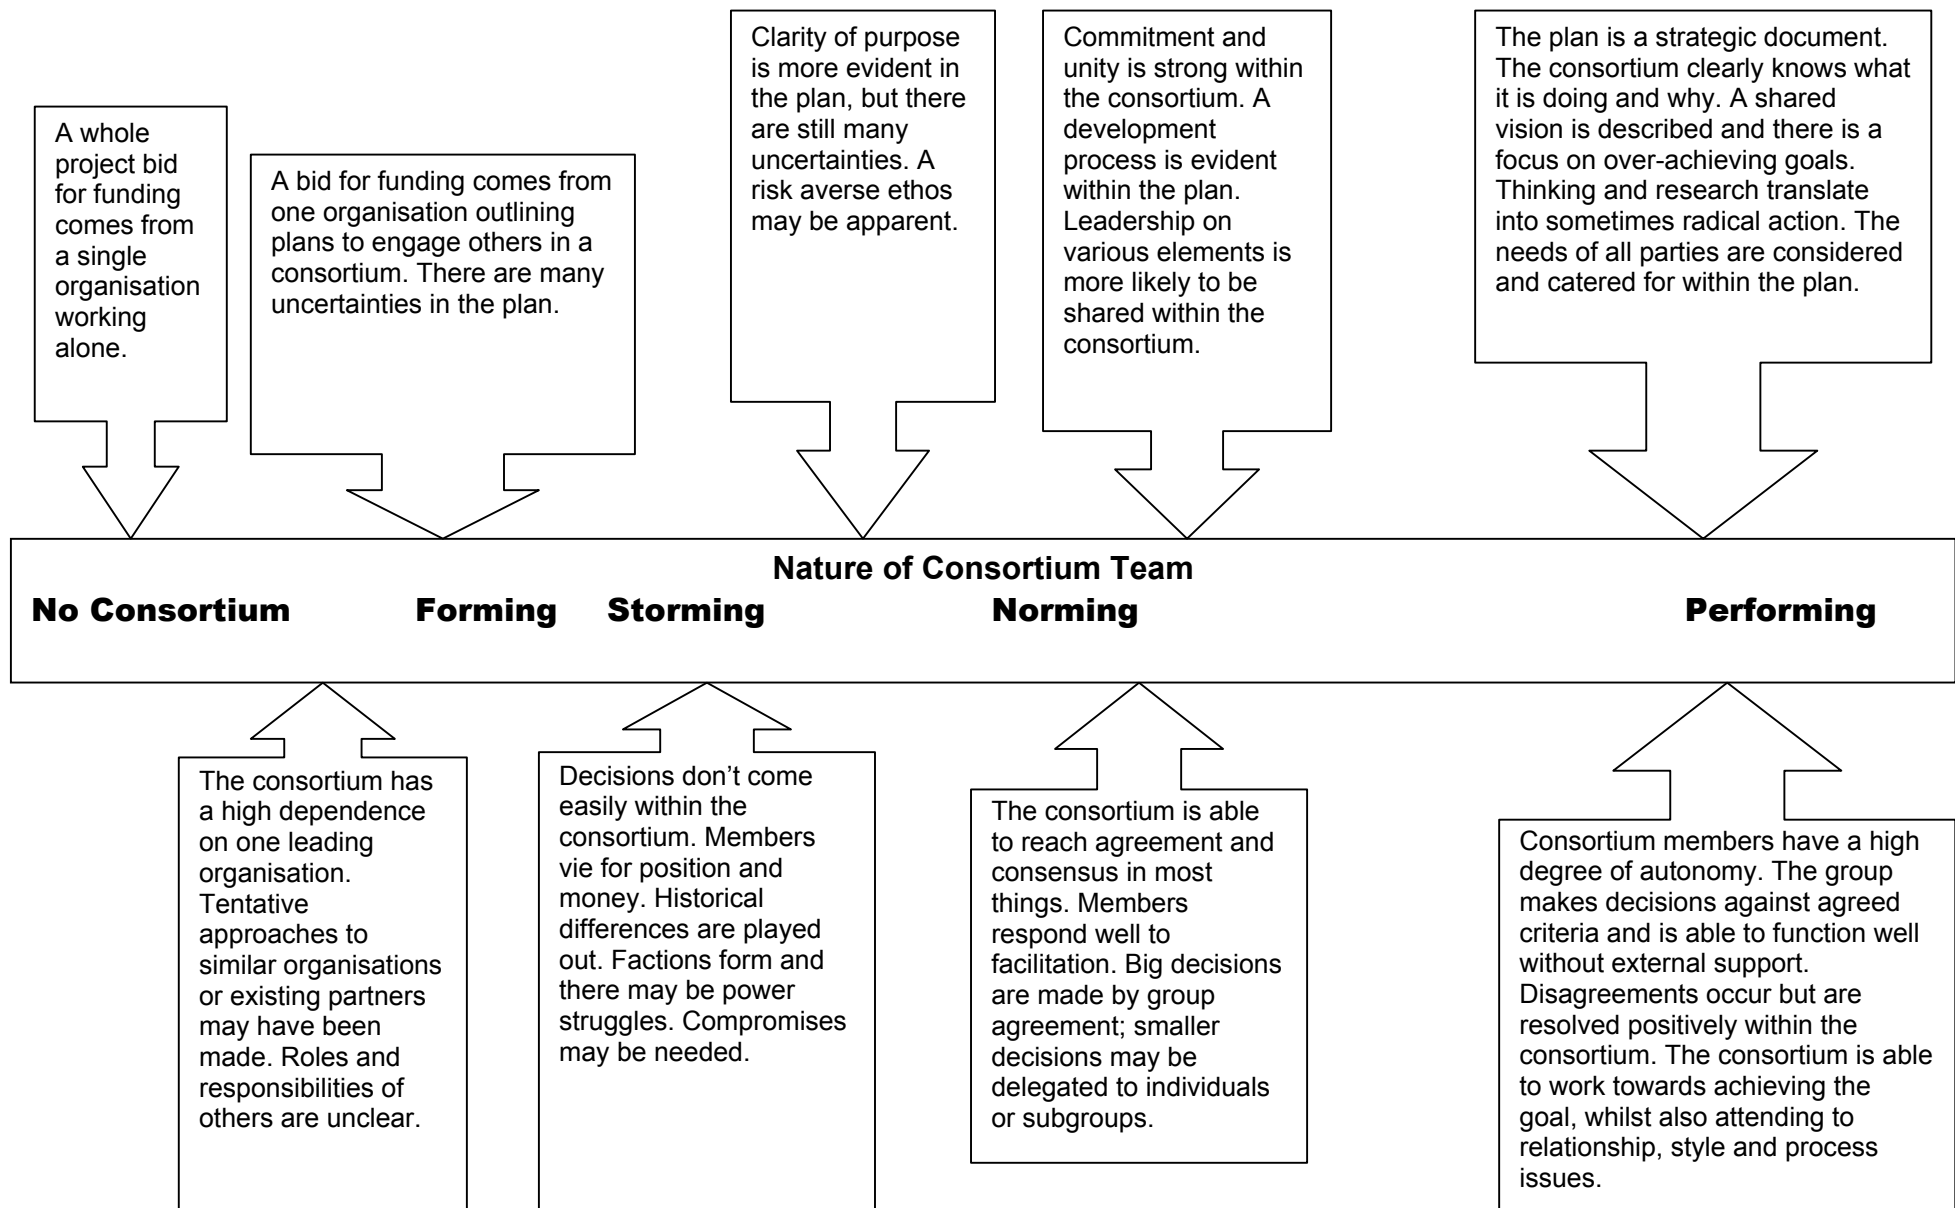 A whole
project bid
for funding
comes from
a single
organisation
working
alone.
A bid for funding comes from
one organisation outlining
plans to engage others in a
consortium. There are many
uncertainties in the plan.
Clarity of purpose
is more evident in
the plan, but there
are still many
uncertainties. A
risk averse ethos
may be apparent.
Commitment and
unity is strong within
the consortium. A
development
process is evident
within the plan.
Leadership on
various elements is
more likely to be
shared within the
consortium.
The plan is a strategic document.
The consortium clearly knows what
it is doing and why. A shared
vision is described and there is a
focus on over-achieving goals.
Thinking and research translate
into sometimes radical action. The
needs of all parties are considered
and catered for within the plan.
Nature of Consortium Team
No Consortium Forming Storming Norming Performing
The consortium has
a high dependence
on one leading
organisation.
Tentative
approaches to
similar organisations
or existing partners
may have been
made. Roles and
responsibilities of
others are unclear.
Decisions don’t come
easily within the
consortium. Members
vie for position and
money. Historical
differences are played
out. Factions form and
there may be power
struggles. Compromises
may be needed.
The consortium is able
to reach agreement and
consensus in most
things. Members
respond well to
facilitation. Big decisions
are made by group
agreement; smaller
decisions may be
delegated to individuals
or subgroups.
Consortium members have a high
degree of autonomy. The group
makes decisions against agreed
criteria and is able to function well
without external support.
Disagreements occur but are
resolved positively within the
consortium. The consortium is able
to work towards achieving the
goal, whilst also attending to
relationship, style and process
issues.